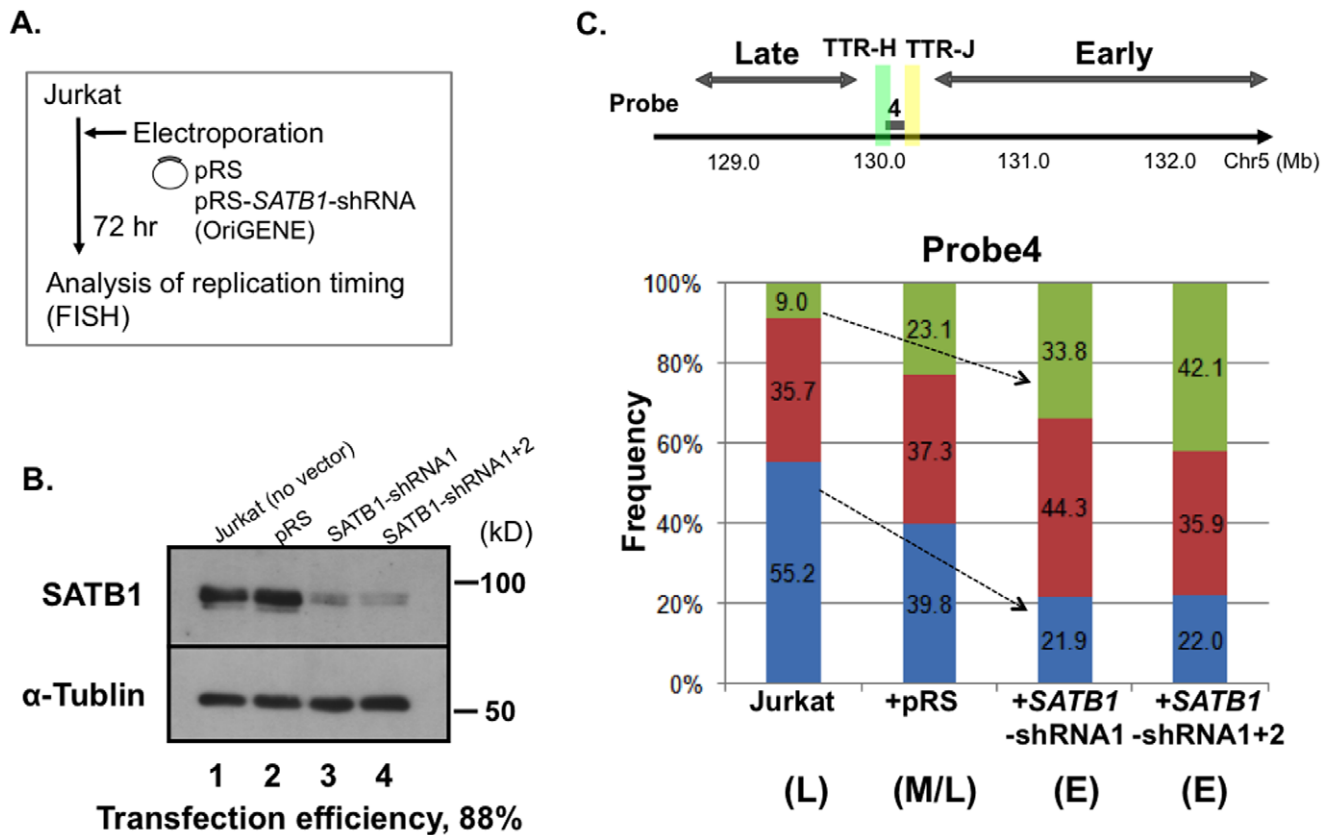 A.
Jurkat
Electroporation
pRS
pRS-SATB1-shRNA
(OriGENE)
72 hr
Analysis of replication timing
(FISH)
B.
Jurkat (no vector)
pRS
SATB1-shRNA1
SATB1-shRNA1+2
(kD)
SATB1
100
α-Tublin
50
1 2 3 4
Transfection efficiency, 88%
C.
Late
TTR-H
TTR-J
Early
Probe
4
129.0 130.0 131.0 132.0 Chr5 (Mb)
Probe4
Frequency
100%
80%
60%
40%
20%
0%
9.0
35.7
55.2
23.1
37.3
39.8
33.8
44.3
21.9
42.1
35.9
22.0
Jurkat
+pRS
+SATB1
-shRNA1
+SATB1
-shRNA1+2
(L) (M/L) (E) (E)